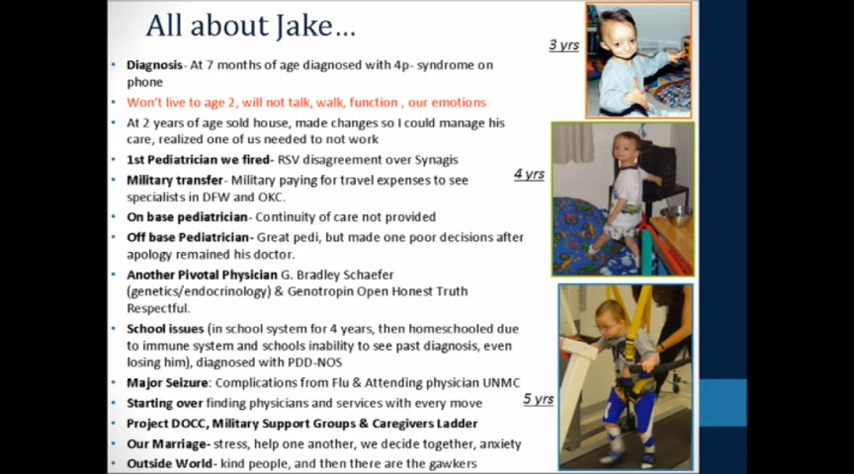 All about Jake...
3 yrs
Diagnosis- At 7 months of age diagnosed with 4p- syndrome on
phone
Won't live to age 2, will not talk, walk, function , our emotions
At 2 years of age sold house, made changes so I could manage his
care, realized one of us needed to not work
1st Pediatrician we fired- RSV disagreement over Synagis
4 yrs
Military transfer- Military paying for travel expenses to see
specialists in DFW and OKC.
On base pediatrician- Continuity of care not provided
Off base Pediatrician- Great pedi, but made one poor decisions after
apology remained his doctor.
Another Pivotal Physician G. Bradley Schaefer
(genetics/endocrinology) & Genotropin Open Honest Truth
Respectful.
School issues (in school system for 4 years, then homeschooled due
to immune system and schools inability to see past diagnosis, even
losing him), diagnosed with PDD-NOS
Major Seizure: Complications from Flu & Attending physician UNMC
5 yrs
Starting over finding physicians and services with every move
Project DOCC, Military Support Groups & Caregivers Ladder
Our Marriage- stress, help one another, we decide together, anxiety
Outside World- kind people, and then there are the gawkers